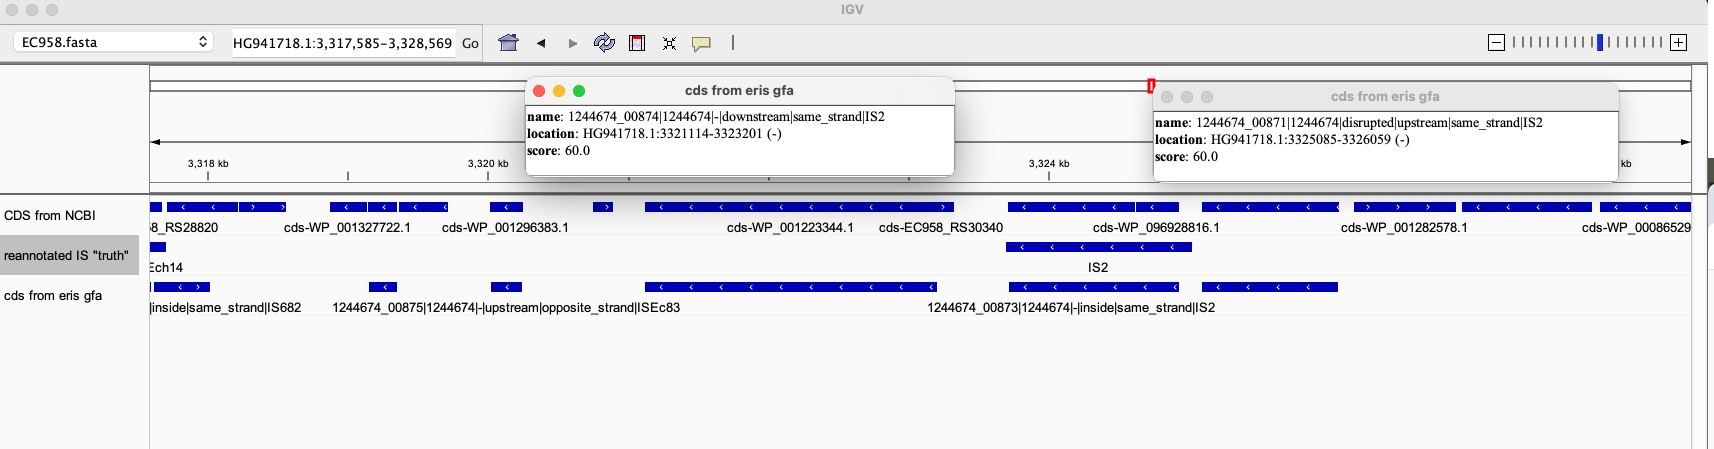 IGV
EC958.fasta
HG941718.1:3,317,585-3,328,569
Go
cds from eris gfa
name: 1244674_00874|1244674|-|downstream|same_strand|IS2
location: HG941718.1:3321114-3323201 (-)
score: 60.0
cds from eris gfa
name: 1244674_00871|1244674|disrupted|upstream|same_strand|IS2
location: HG941718.1:3325085-3326059 (-)
score: 60.0
3,318 kb
3,320 kb
3,324 kb
kb
CDS from NCBI
8_RS28820
cds-WP_001327722.1
cds-WP_001296383.1
cds-WP_001223344.1
cds-EC958_RS30340
cds-WP_096928816.1
cds-WP_001282578.1
cds-WP_00086529
reannotated IS "truth"
Ech14
IS2
cds from eris gfa
|inside|same_strand|IS682
1244674_00875|1244674|-|upstream|opposite_strand|ISEc83
1244674_00873|1244674|-|inside|same_strand|IS2